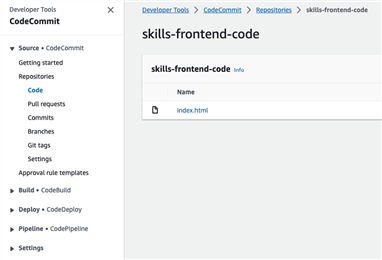 Developer Tools
CodeCommit
Source • CodeCommit
Getting started
Repositories
Code
Pull requests
Commits
Branches
Git tags
Settings
Approval rule templates
Build • CodeBuild
Deploy • CodeDeploy
Pipeline • CodePipeline
Settings
Developer Tools > CodeCommit > Repositories > skills-frontend-code
skills-frontend-code
skills-frontend-code Info
Name
index.html